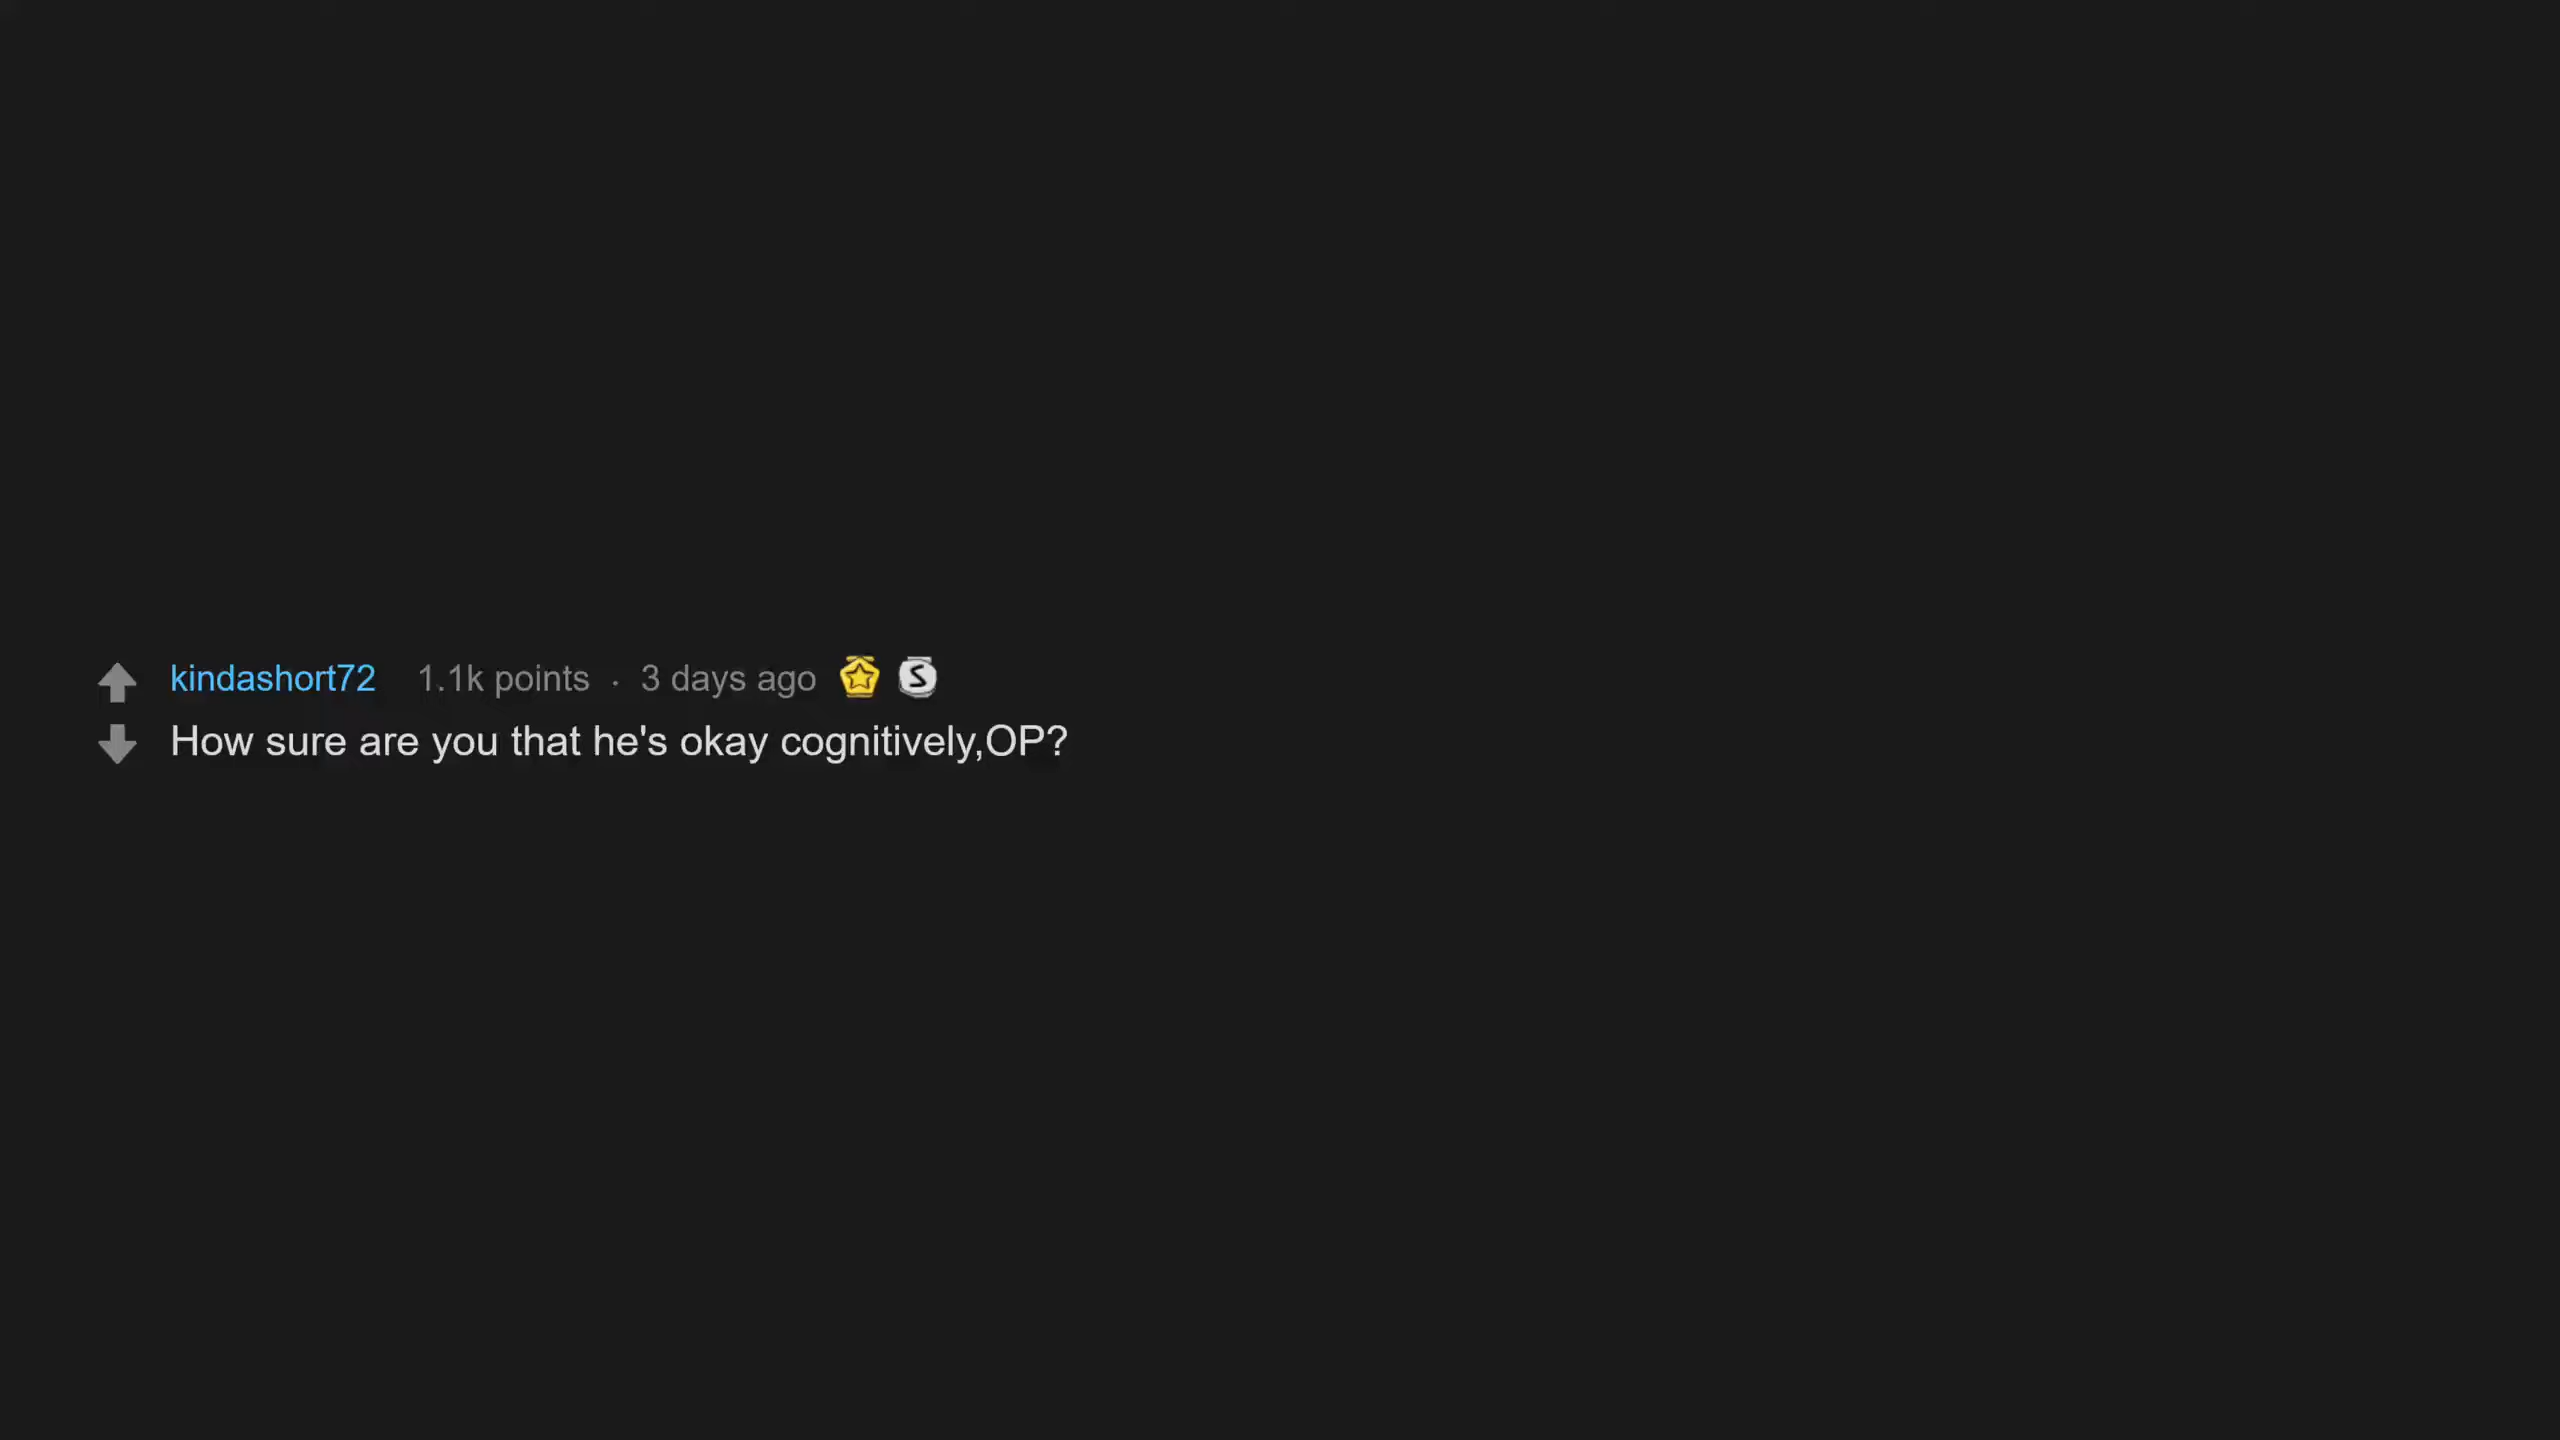 kindashort72 1.1k points · 3 days ago S
How sure are you that he's okay cognitively,OP?